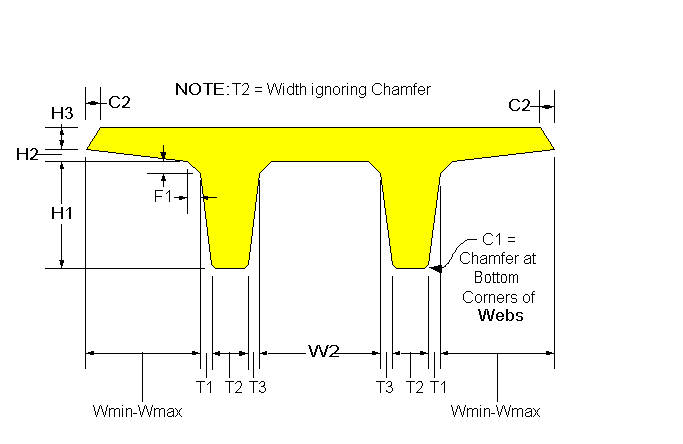 NOTE: T2 = Width ignoring Chamfer
C2
C2
H3
H2
H1
F1
C1 =
Chamfer at
Bottom
Corners of
Webs
W2
T1
T2
T3
T3
T2
T1
Wmin-Wmax
Wmin-Wmax